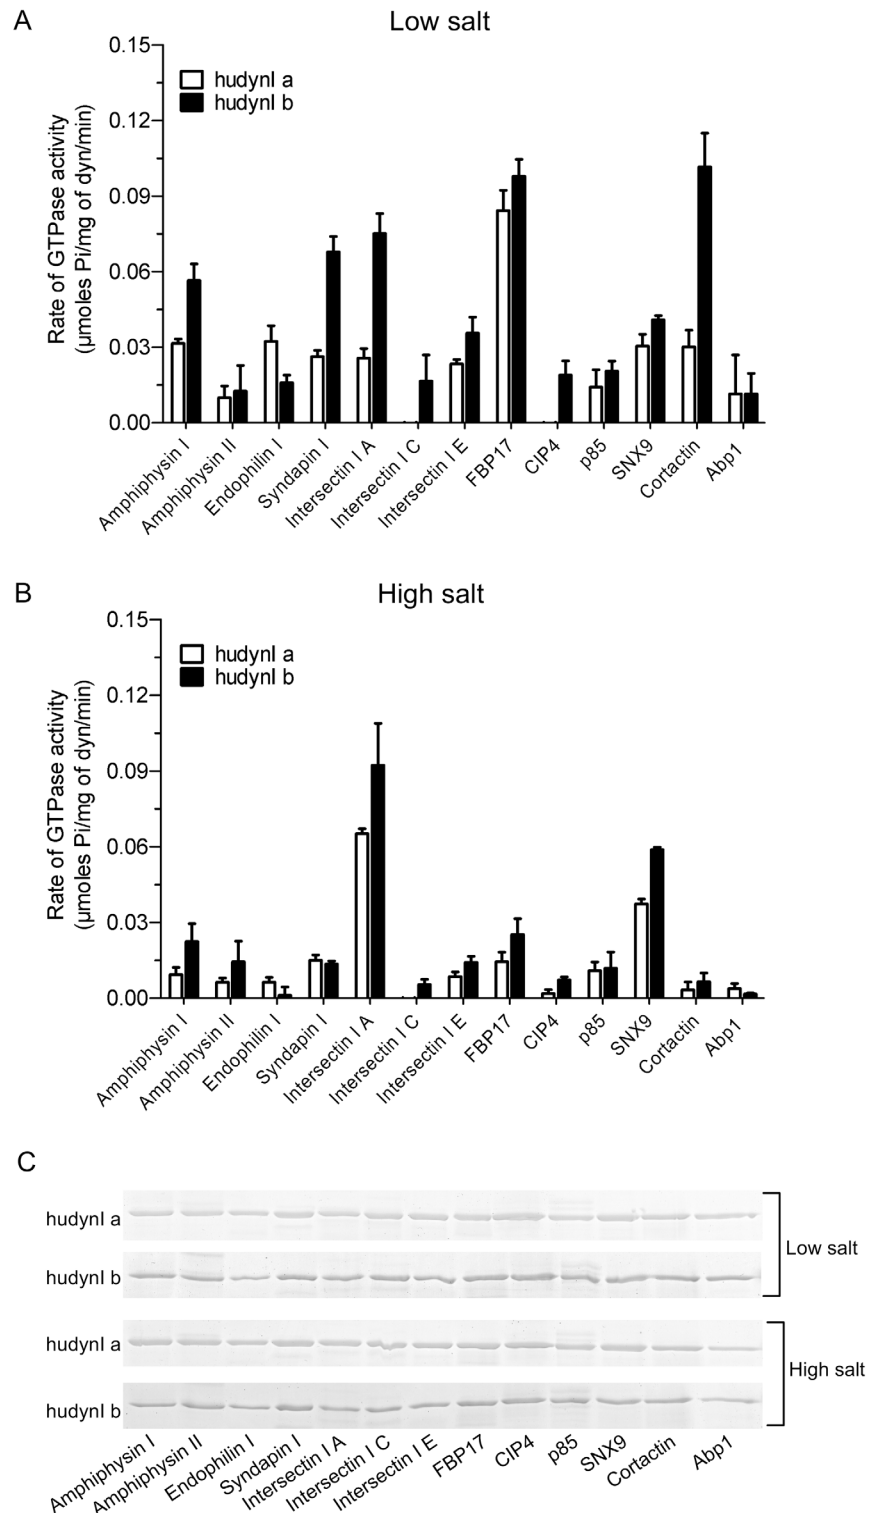 A
Low salt
0.15
hudynI a
hudynI b
0.12
0.09
0.06
0.03
0.00
Rate of GTPase activity
(µmoles Pi/mg of dyn/min)
Amphiphysin I
Amphiphysin II
Endophilin I
Syndapin I
Intersectin I A
Intersectin I C
Intersectin I E
FBP17
CIP4
p85
SNX9
Cortactin
Abp1
B
High salt
0.15
hudynI a
hudynI b
0.12
0.09
0.06
0.03
0.00
Rate of GTPase activity
(µmoles Pi/mg of dyn/min)
Amphiphysin I
Amphiphysin II
Endophilin I
Syndapin I
Intersectin I A
Intersectin I C
Intersectin I E
FBP17
CIP4
p85
SNX9
Cortactin
Abp1
C
hudynI a
hudynI b
Low salt
hudynI a
hudynI b
High salt
Amphiphysin I
Amphiphysin II
Endophilin I
Syndapin I
Intersectin I A
Intersectin I C
Intersectin I E
FBP17
CIP4
p85
SNX9
Cortactin
Abp1